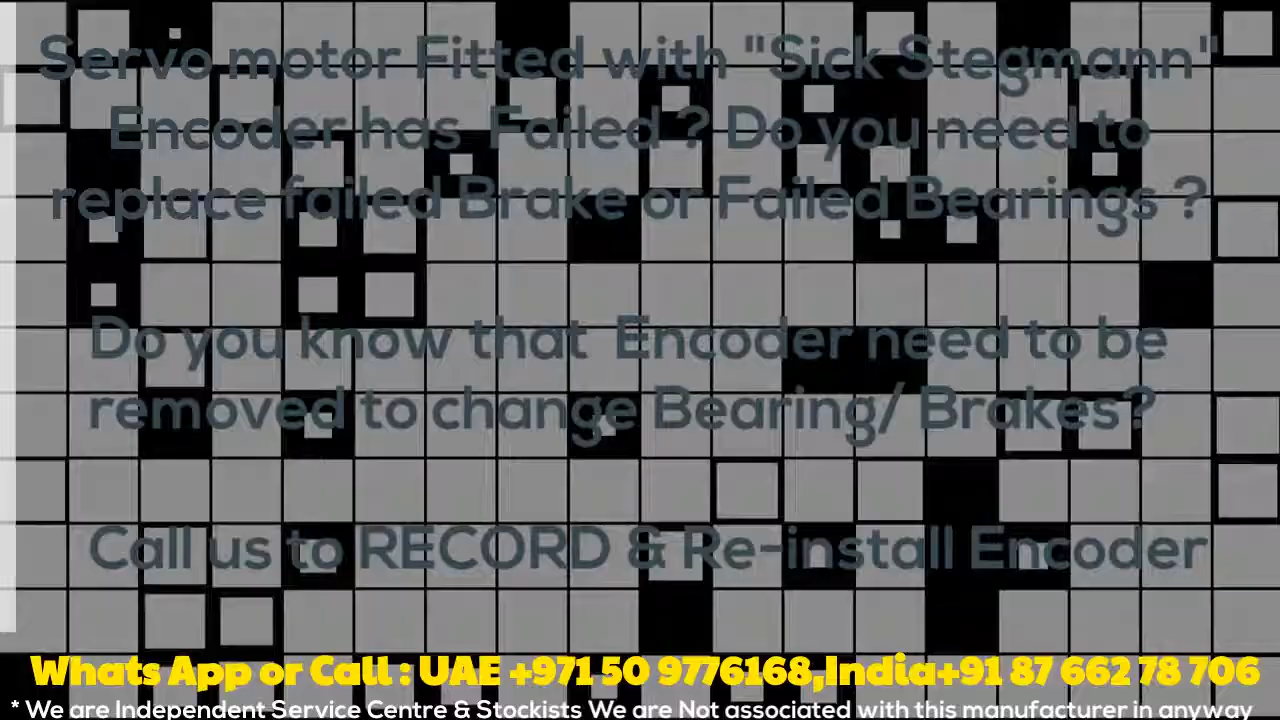 Servo motor Fitted with "Sick Stegmann"
Encoder has Failed ? Do you need to
replace failed Brake or Failed Bearings ?
Do you know that Encoder need to be
removed to change Bearing/ Brakes?
Call us to RECORD & Re-install Encoder
Whats App or Call : UAE +971 50 9776168,India+91 87 662 78 706
* We are Independent Service Centre & Stockists We are Not associated with this manufacturer in anyway